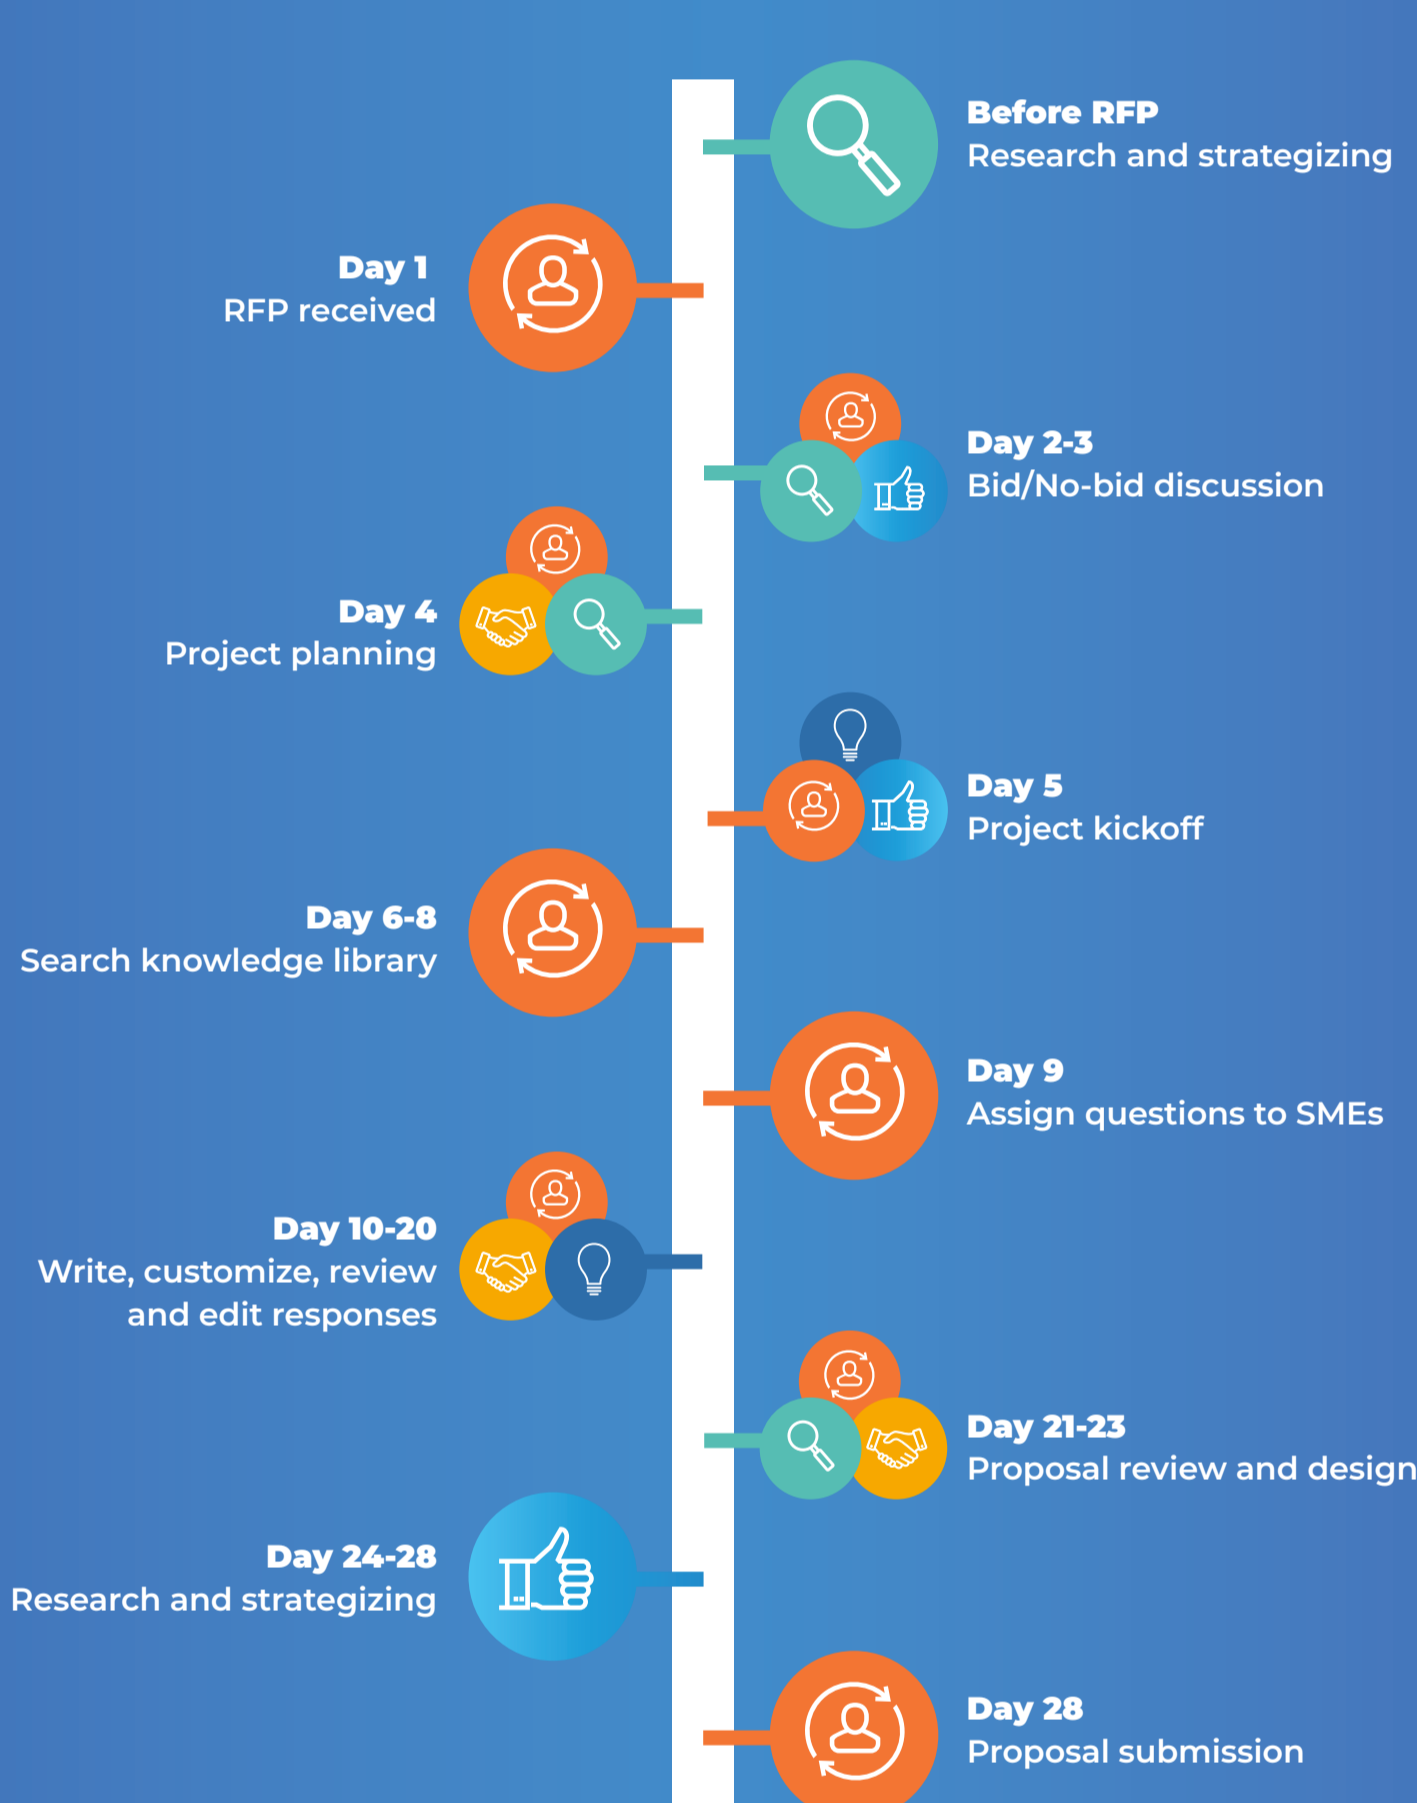 Before RFP
Research and strategizing
Day 1
RFP received
Day 2-3
Bid/No-bid discussion
Day 4
Project planning
Day 5
Project kickoff
Day 6-8
Search knowledge library
Day 9
Assign questions to SMEs
Day 10-20
Write, customize, review
and edit responses
Day 21-23
Proposal review and design
Day 24-28
Research and strategizing
Day 28
Proposal submission